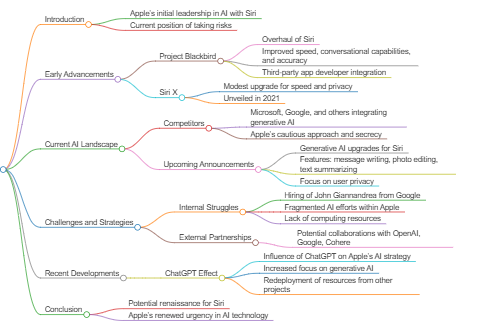 Introduction
Apple's initial leadership in AI with Siri
Current position of taking risks
Early Advancements
Project Blackbird
Overhaul of Siri
Improved speed, conversational capabilities,
and accuracy
Third-party app developer integration
Siri X
Modest upgrade for speed and privacy
Unveiled in 2021
Current AI Landscape
Competitors
Microsoft, Google, and others integrating
generative AI
Apple's cautious approach and secrecy
Upcoming Announcements
Generative AI upgrades for Siri
Features: message writing, photo editing,
text summarizing
Focus on user privacy
Challenges and Strategies
Internal Struggles
Hiring of John Giannandrea from Google
Fragmented AI efforts within Apple
Lack of computing resources
External Partnerships
Potential collaborations with OpenAI,
Google, Cohere
Recent Developments
ChatGPT Effect
Influence of ChatGPT on Apple's AI strategy
Increased focus on generative AI
Redeployment of resources from other
projects
Conclusion
Potential renaissance for Siri
Apple's renewed urgency in AI technology